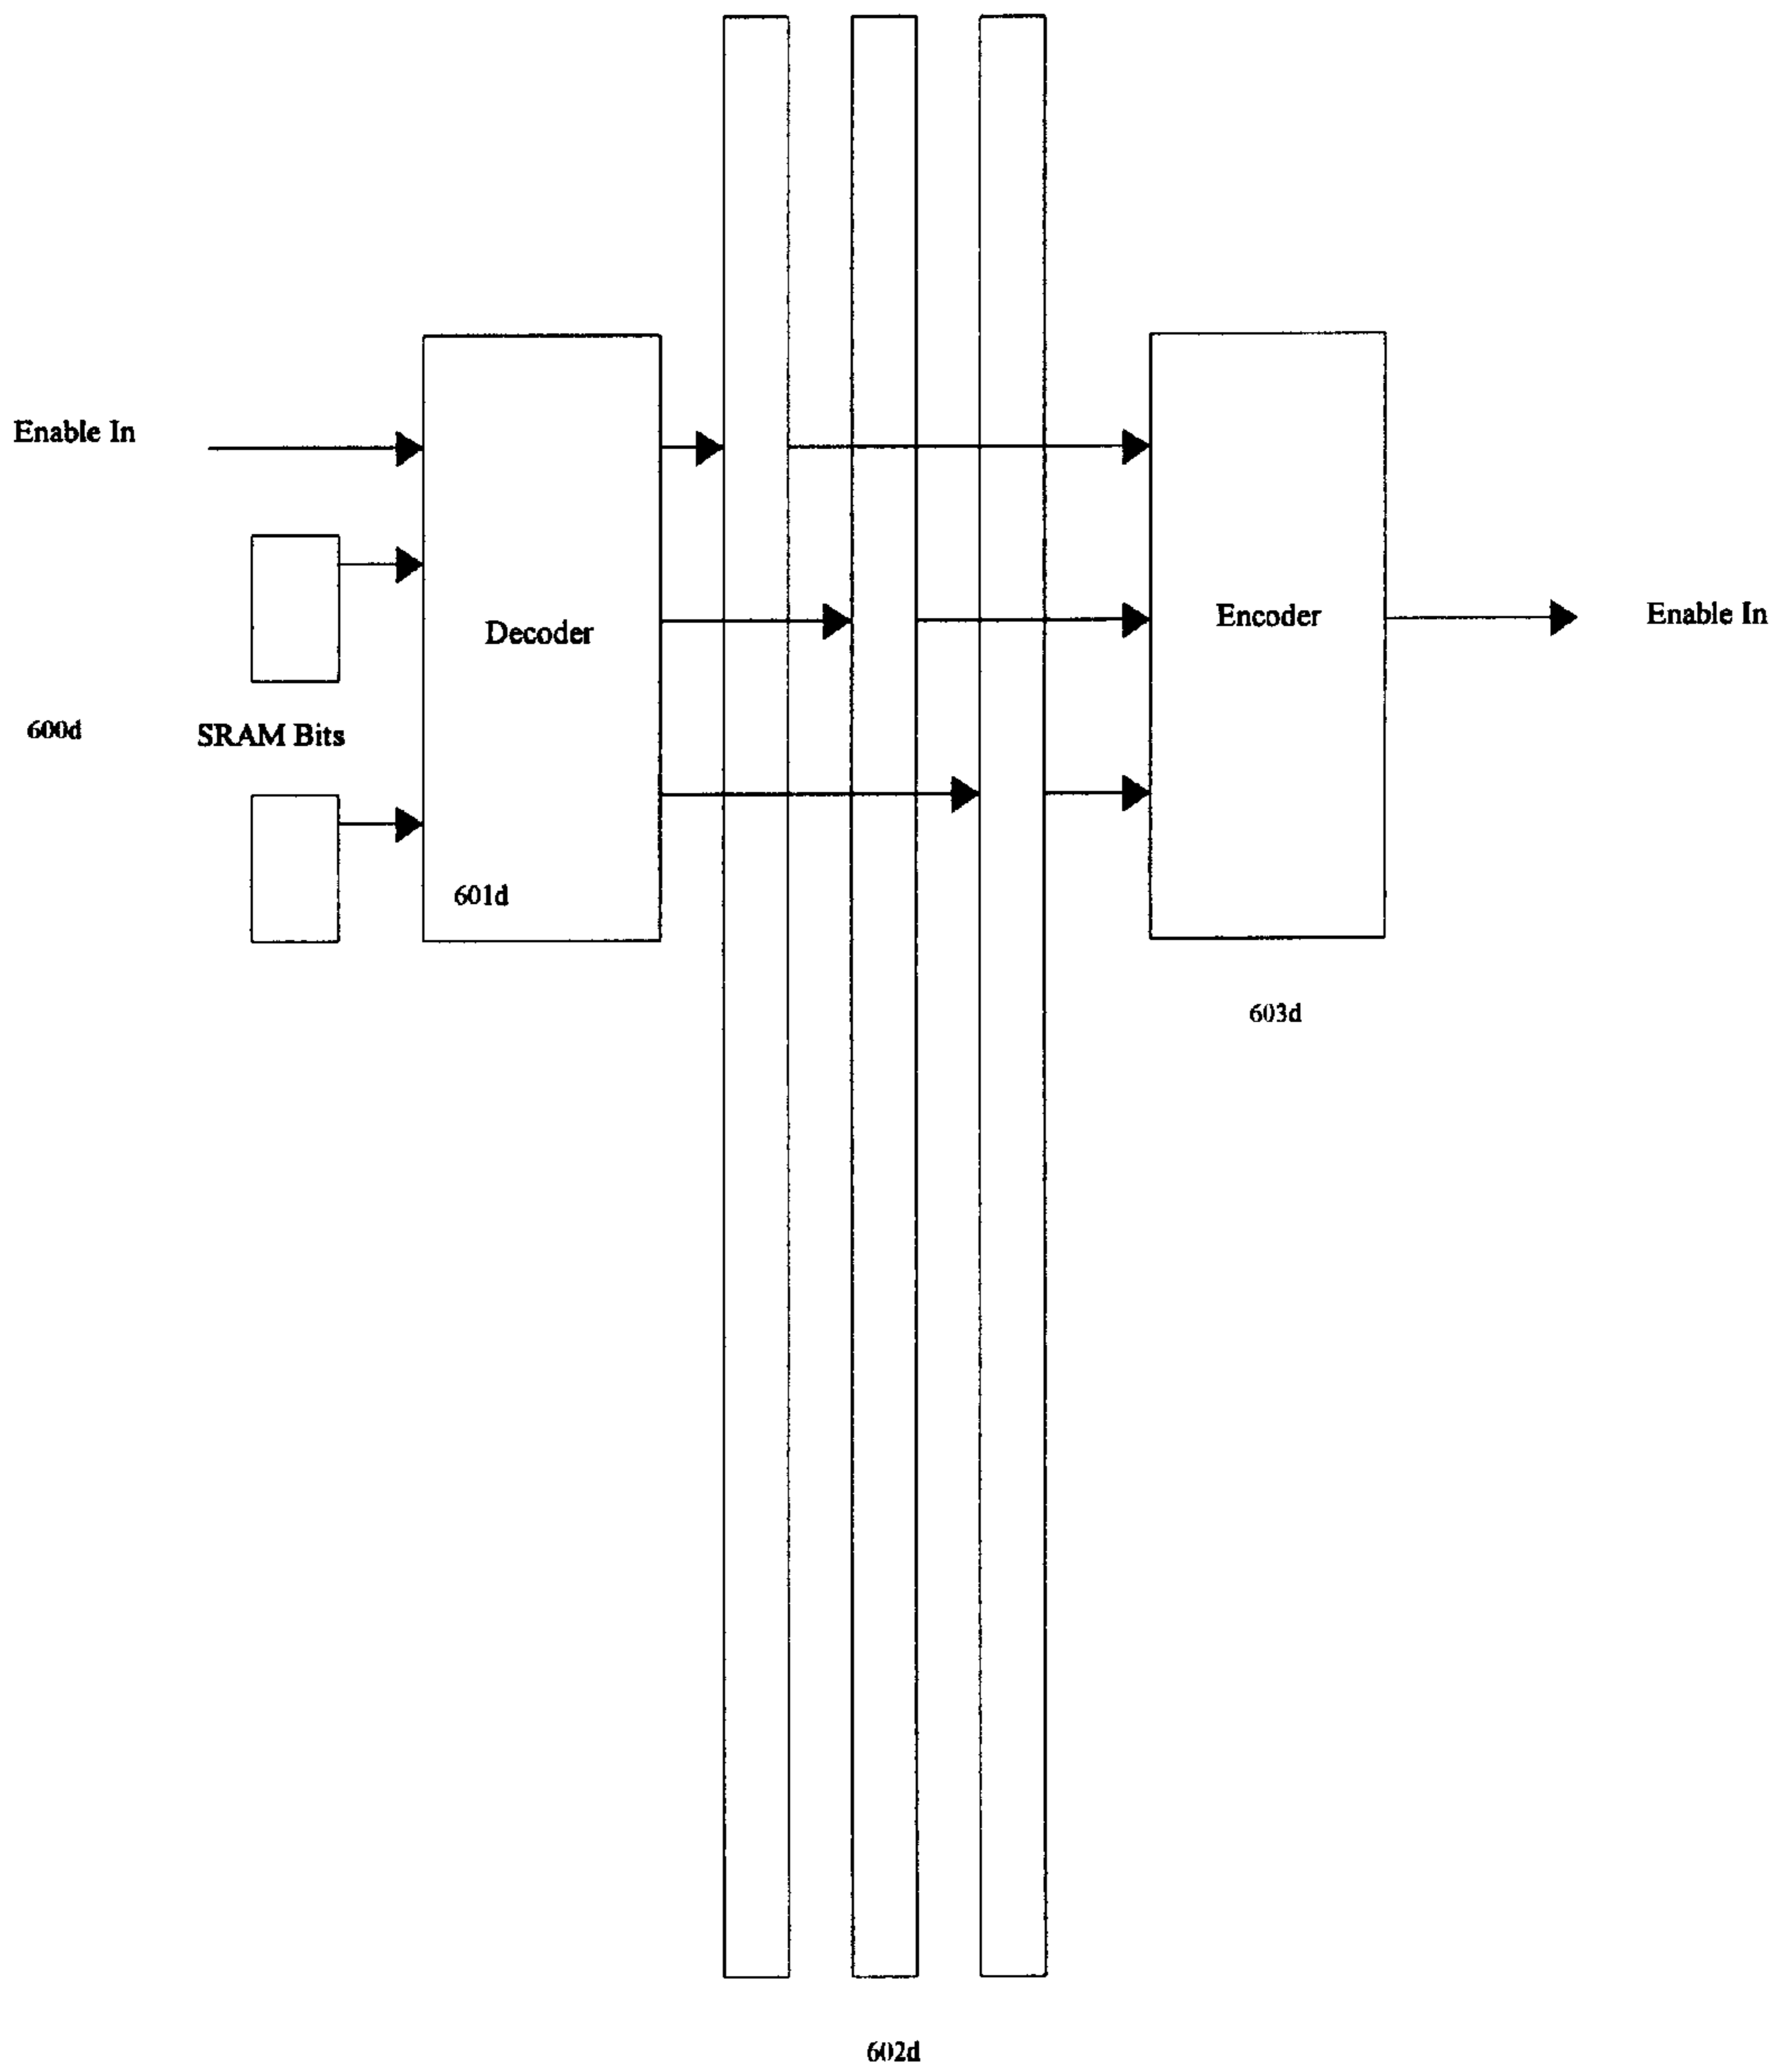 Enable In
Decoder
Encoder
Enable In
600d
SRAM Bits
601d
603d
602d